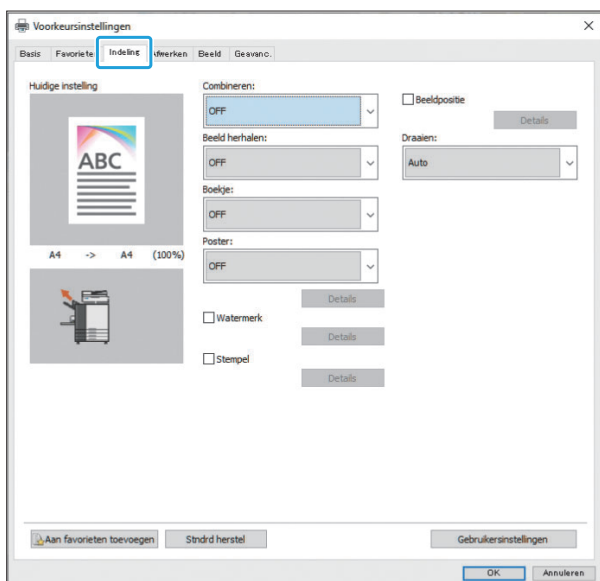 Voorkeursinstellingen
Basis Favoriete Indeling Afwerken Beeld Geavanc.
Huidige instelling
ABC
A4 -> A4 (100%)
Combineren:
OFF
Beeld herhalen:
OFF
Boekje:
OFF
Poster:
OFF
Details
Watermerk
Details
Stempel
Details
Beeldpositie
Details
Draaien:
Auto
Aan favorieten toevoegen
Stndrd herstel
Gebruikersinstellingen
OK
Annuleren